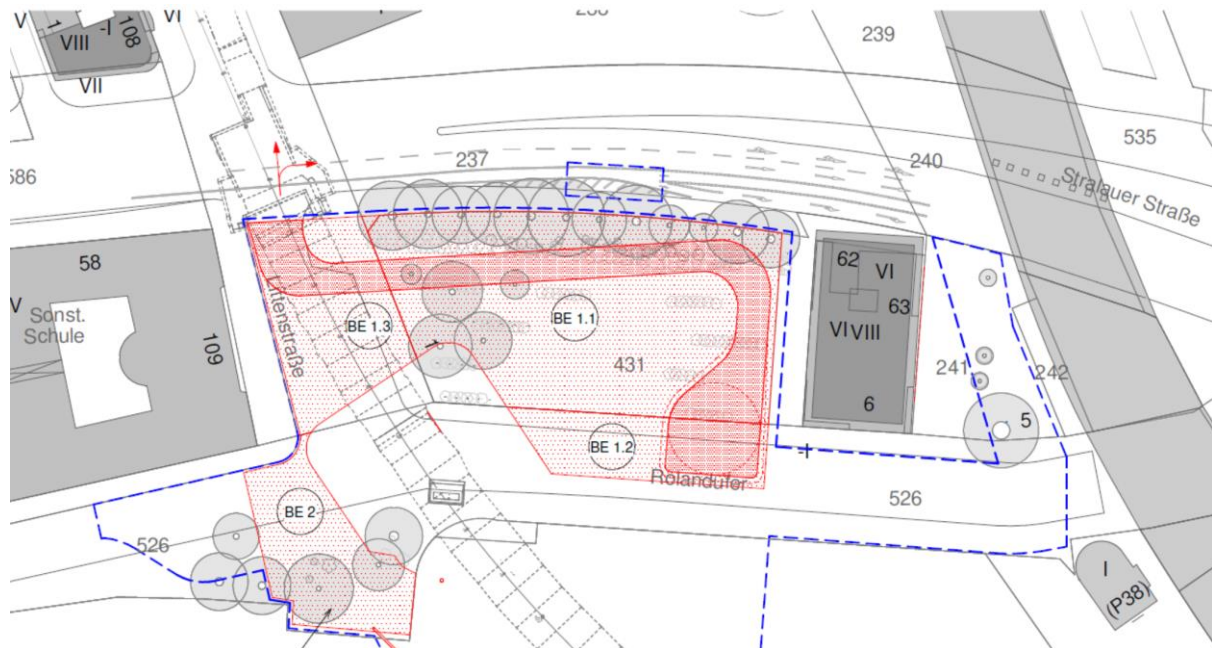 VI
V
1
-I
108
VIII
VII
239
535
237
240
586
Stralauer Straße
58
62
VI
63
Sonst.
Schule
V
109
Littenstraße
BE 1.3
BE 1.1
1
VI
VIII
431
241
242
6
5
BE 1.2
-I
Rolandufer
526
BE 2
526
I
(P38)